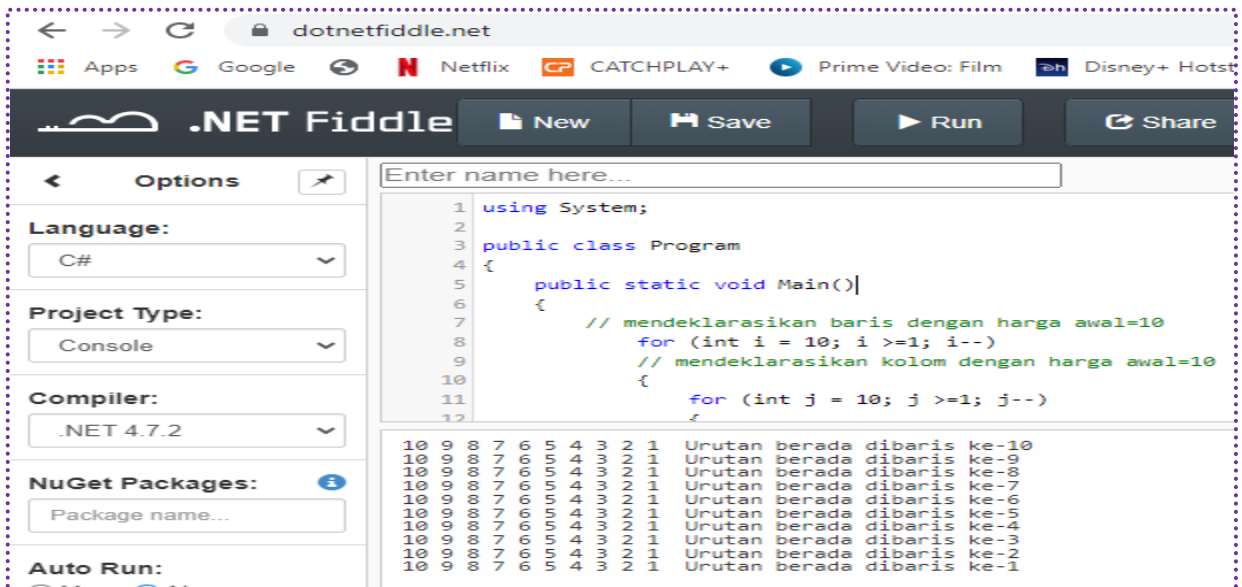 dotnetfiddle.net
Apps Google Netflix CATCHPLAY+ Prime Video: Film Disney+ Hotst
.NET Fiddle New Save Run Share
Options
Enter name here...
Language:
C#
Project Type:
Console
Compiler:
.NET 4.7.2
NuGet Packages:
Package name...
Auto Run:
1 using System;
2
3 public class Program
4 {
5 public static void Main()
6 {
7 // mendeklarasikan baris dengan harga awal=10
8 for (int i = 10; i >=1; i--)
9 // mendeklarasikan kolom dengan harga awal=10
10 {
11 for (int j = 10; j >=1; j--)
12 {
10 9 8 7 6 5 4 3 2 1 Urutan berada dibaris ke-10
10 9 8 7 6 5 4 3 2 1 Urutan berada dibaris ke-9
10 9 8 7 6 5 4 3 2 1 Urutan berada dibaris ke-8
10 9 8 7 6 5 4 3 2 1 Urutan berada dibaris ke-7
10 9 8 7 6 5 4 3 2 1 Urutan berada dibaris ke-6
10 9 8 7 6 5 4 3 2 1 Urutan berada dibaris ke-5
10 9 8 7 6 5 4 3 2 1 Urutan berada dibaris ke-4
10 9 8 7 6 5 4 3 2 1 Urutan berada dibaris ke-3
10 9 8 7 6 5 4 3 2 1 Urutan berada dibaris ke-2
10 9 8 7 6 5 4 3 2 1 Urutan berada dibaris ke-1